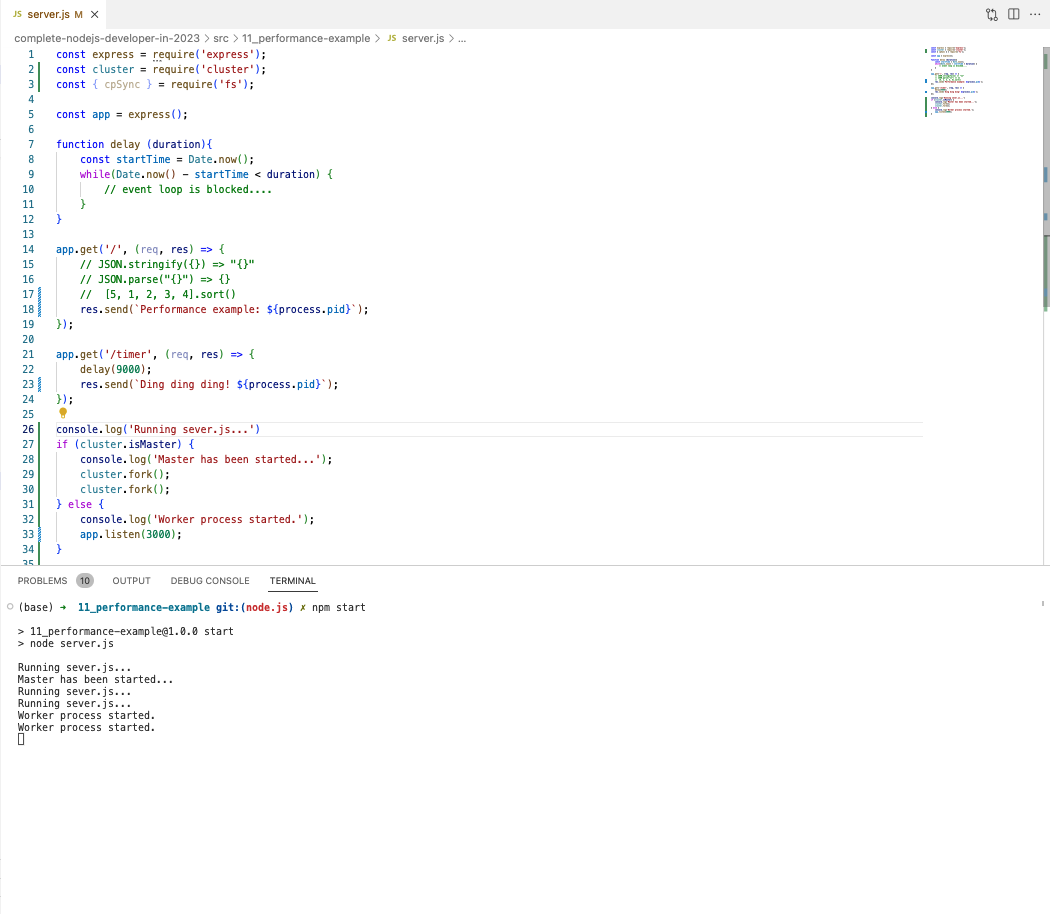 JS server.js M ×
complete-nodejs-developer-in-2023 > src > 11_performance-example > JS server.js > ...
1 const express = require('express');
2 const cluster = require('cluster');
3 const { cpSync } = require('fs');
4
5 const app = express();
6
7 function delay (duration){
8 const startTime = Date.now();
9 while(Date.now() - startTime < duration) {
10 // event loop is blocked....
11 }
12 }
13
14 app.get('/', (req, res) => {
15 // JSON.stringify({}) => "{}"
16 // JSON.parse("{}") => {}
17 // [5, 1, 2, 3, 4].sort()
18 res.send(`Performance example: ${process.pid}`);
19 });
20
21 app.get('/timer', (req, res) => {
22 delay(9000);
23 res.send(`Ding ding ding! ${process.pid}`);
24 });
25
26 console.log('Running sever.js...')
27 if (cluster.isMaster) {
28 console.log('Master has been started...');
29 cluster.fork();
30 cluster.fork();
31 } else {
32 console.log('Worker process started.');
33 app.listen(3000);
34 }
35
PROBLEMS 10 OUTPUT DEBUG CONSOLE TERMINAL
(base) → 11_performance-example git:(node.js) ✗ npm start
> 11_performance-example@1.0.0 start
> node server.js
Running sever.js...
Master has been started...
Running sever.js...
Running sever.js...
Worker process started.
Worker process started.